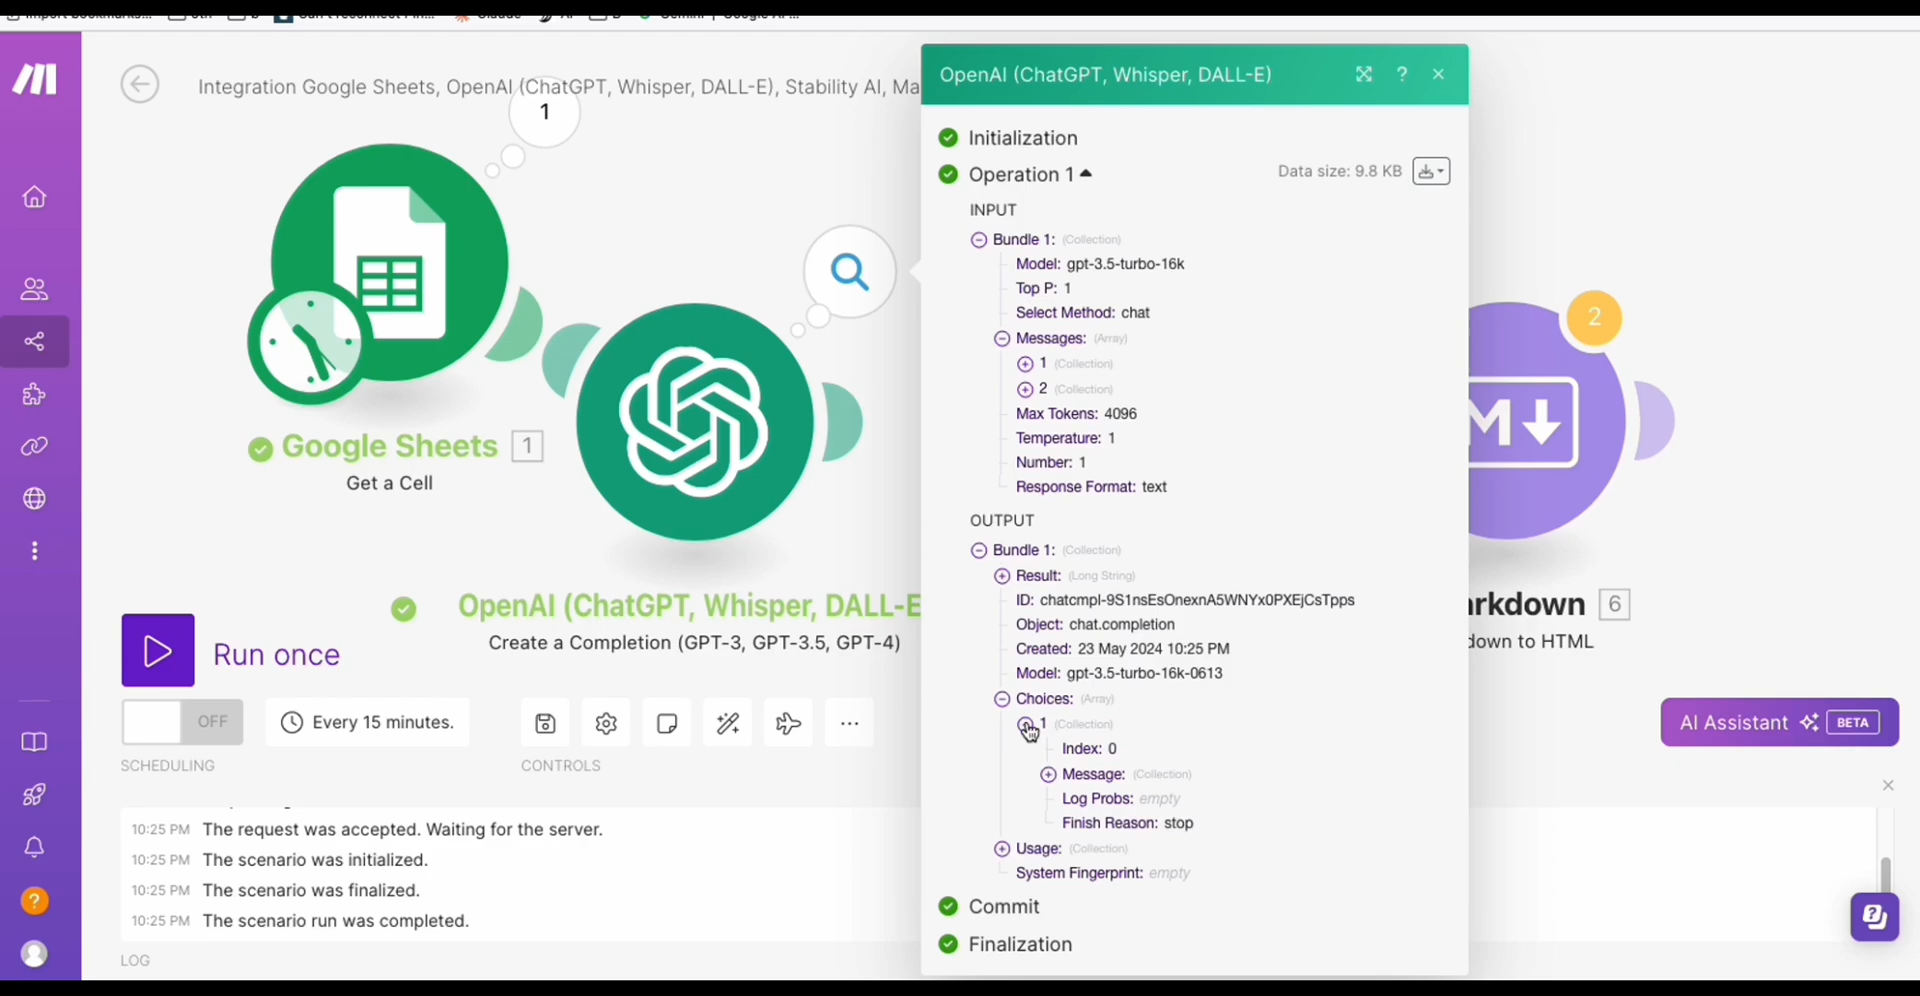 Integration Google Sheets, OpenAI (ChatGPT, Whisper, DALL-E), Stability AI, Ma
1
Google Sheets 1
Get a Cell
OpenAI (ChatGPT, Whisper, DALL-E
Create a Completion (GPT-3, GPT-3.5, GPT-4)
2
M
rkdown 6
down to HTML
OpenAI (ChatGPT, Whisper, DALL-E) ?
Initialization
Operation 1 Data size: 9.8 KB
INPUT
Bundle 1: (Collection)
Model: gpt-3.5-turbo-16k
Top P: 1
Select Method: chat
Messages: (Array)
1 (Collection)
2 (Collection)
Max Tokens: 4096
Temperature: 1
Number: 1
Response Format: text
OUTPUT
Bundle 1: (Collection)
Result: (Long String)
ID: chatcmpl-9S1nsEsOnexnA5WNYx0PXEjCsTpps
Object: chat.completion
Created: 23 May 2024 10:25 PM
Model: gpt-3.5-turbo-16k-0613
Choices: (Array)
1 (Collection)
Index: 0
Message: (Collection)
Log Probs: empty
Finish Reason: stop
Usage: (Collection)
System Fingerprint: empty
Commit
Finalization
Run once
OFF
Every 15 minutes.
SCHEDULING
CONTROLS
AI Assistant BETA
10:25 PM The request was accepted. Waiting for the server.
10:25 PM The scenario was initialized.
10:25 PM The scenario was finalized.
10:25 PM The scenario run was completed.
LOG
?
?